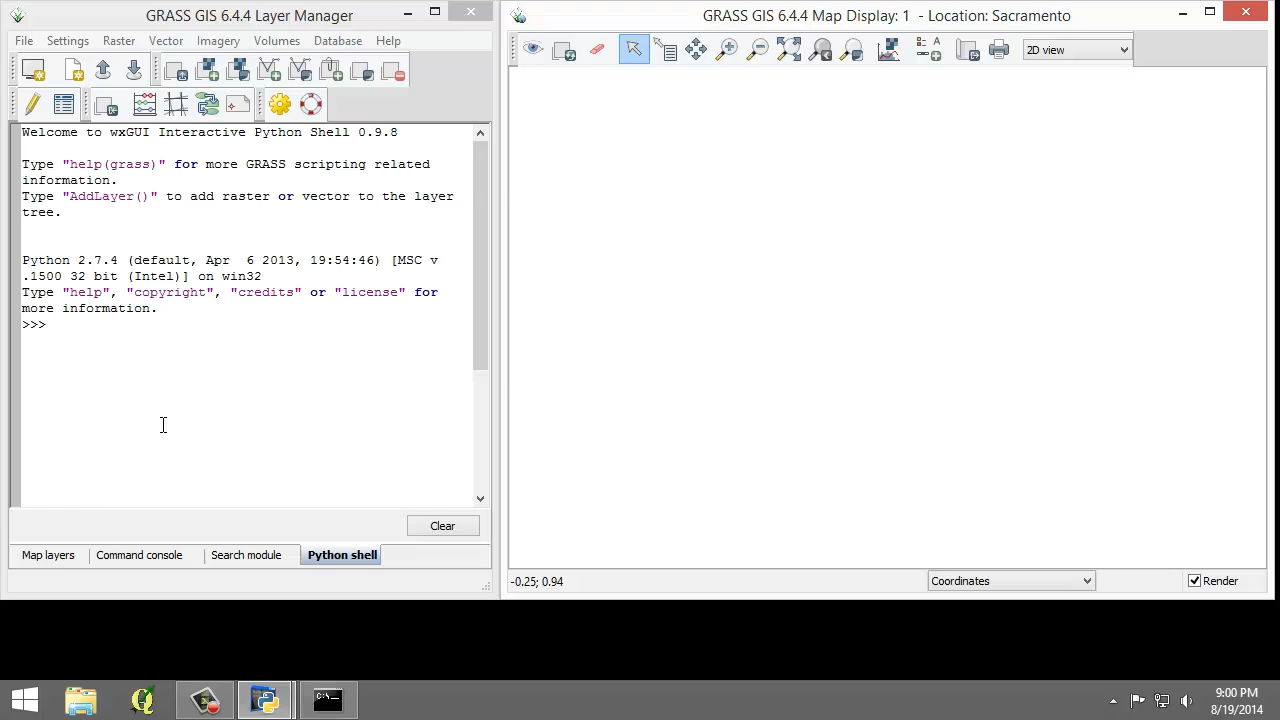 GRASS GIS 6.4.4 Layer Manager
File Settings Raster Vector Imagery Volumes Database Help
Welcome to wxGUI Interactive Python Shell 0.9.8
Type "help(grass)" for more GRASS scripting related
information.
Type "AddLayer()" to add raster or vector to the layer
tree.
Python 2.7.4 (default, Apr  6 2013, 19:54:46) [MSC v
.1500 32 bit (Intel)] on win32
Type "help", "copyright", "credits" or "license" for
more information.
>>>
Clear
Map layers Command console Search module Python shell
GRASS GIS 6.4.4 Map Display: 1 - Location: Sacramento
2D view
-0.25; 0.94
Coordinates
Render
9:00 PM
8/19/2014